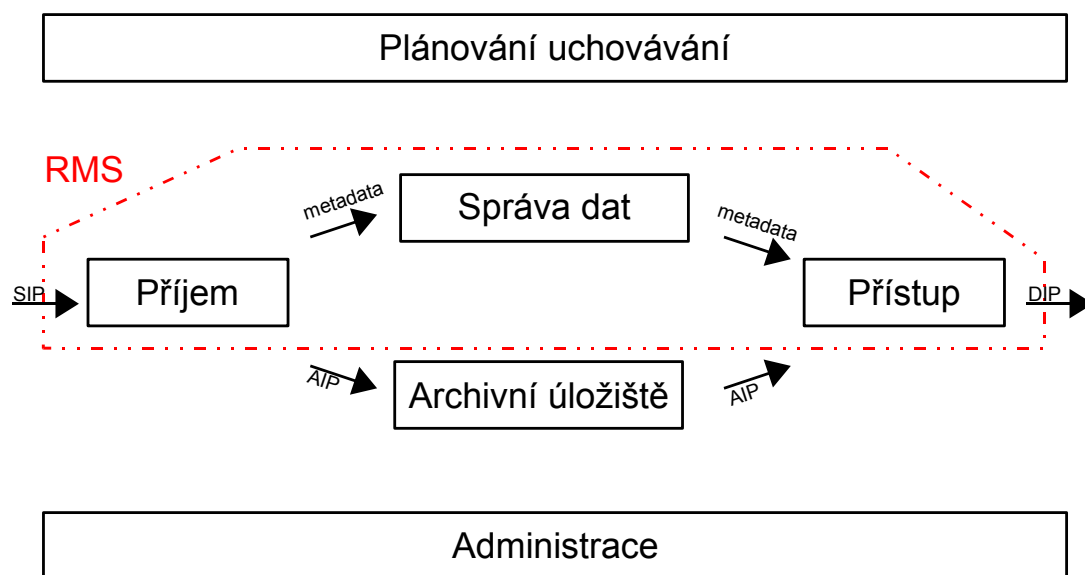 Plánování uchovávání
RMS
metadata
Správa dat
metadata
SIP
Příjem
Přístup
DIP
AIP
Archivní úložiště
AIP
Administrace